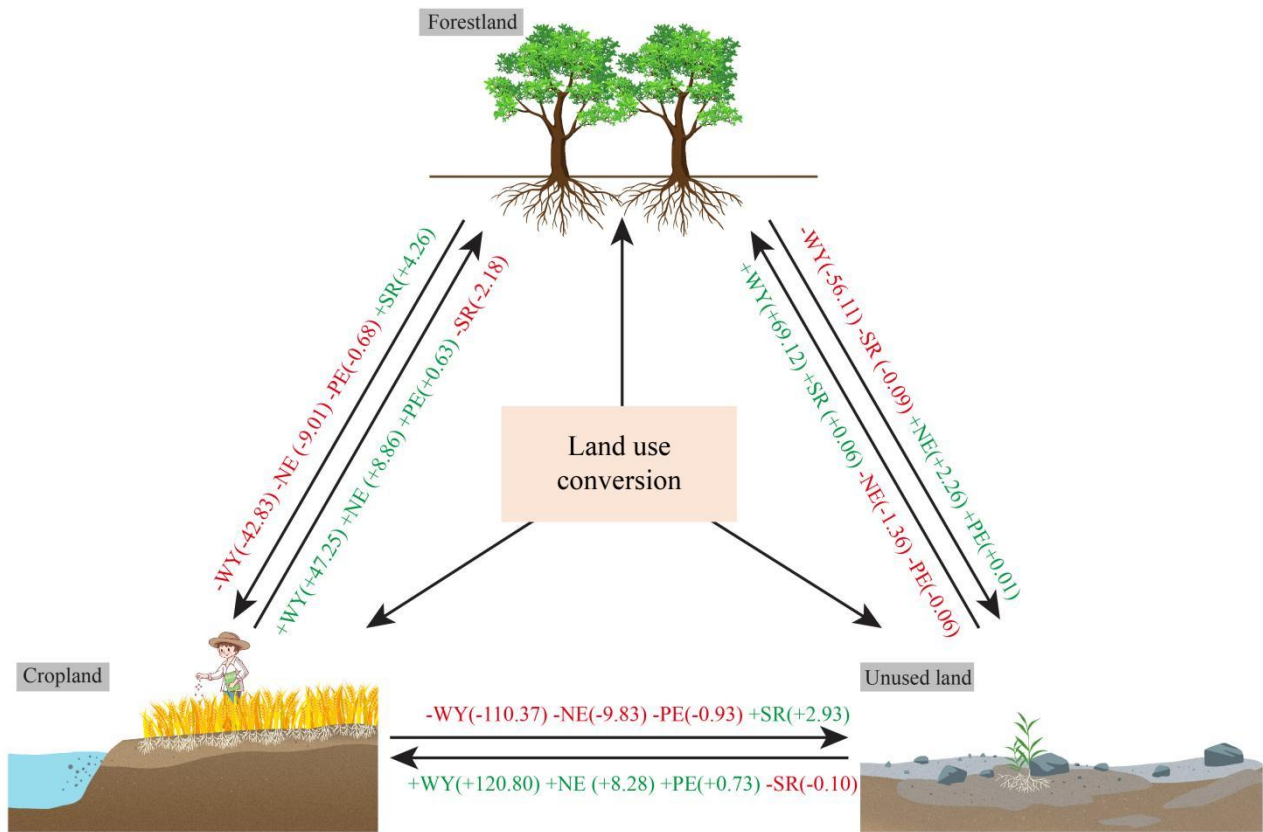 Forestland
-WY(-42.83) -NE (-9.01) -PE(-0.68) +SR(+4.26)
+WY(+47.25) +NE (+8.86) +PE(+0.63) -SR(-2.18)
-WY(-56.11) -SR (-0.09) +NE(+2.26) +PE(+0.01)
+WY(+69.12) +SR (+0.06) -NE(-1.36) -PE(-0.06)
Land use
conversion
Cropland
Unused land
-WY(-110.37) -NE(-9.83) -PE(-0.93) +SR(+2.93)
+WY(+120.80) +NE (+8.28) +PE(+0.73) -SR(-0.10)